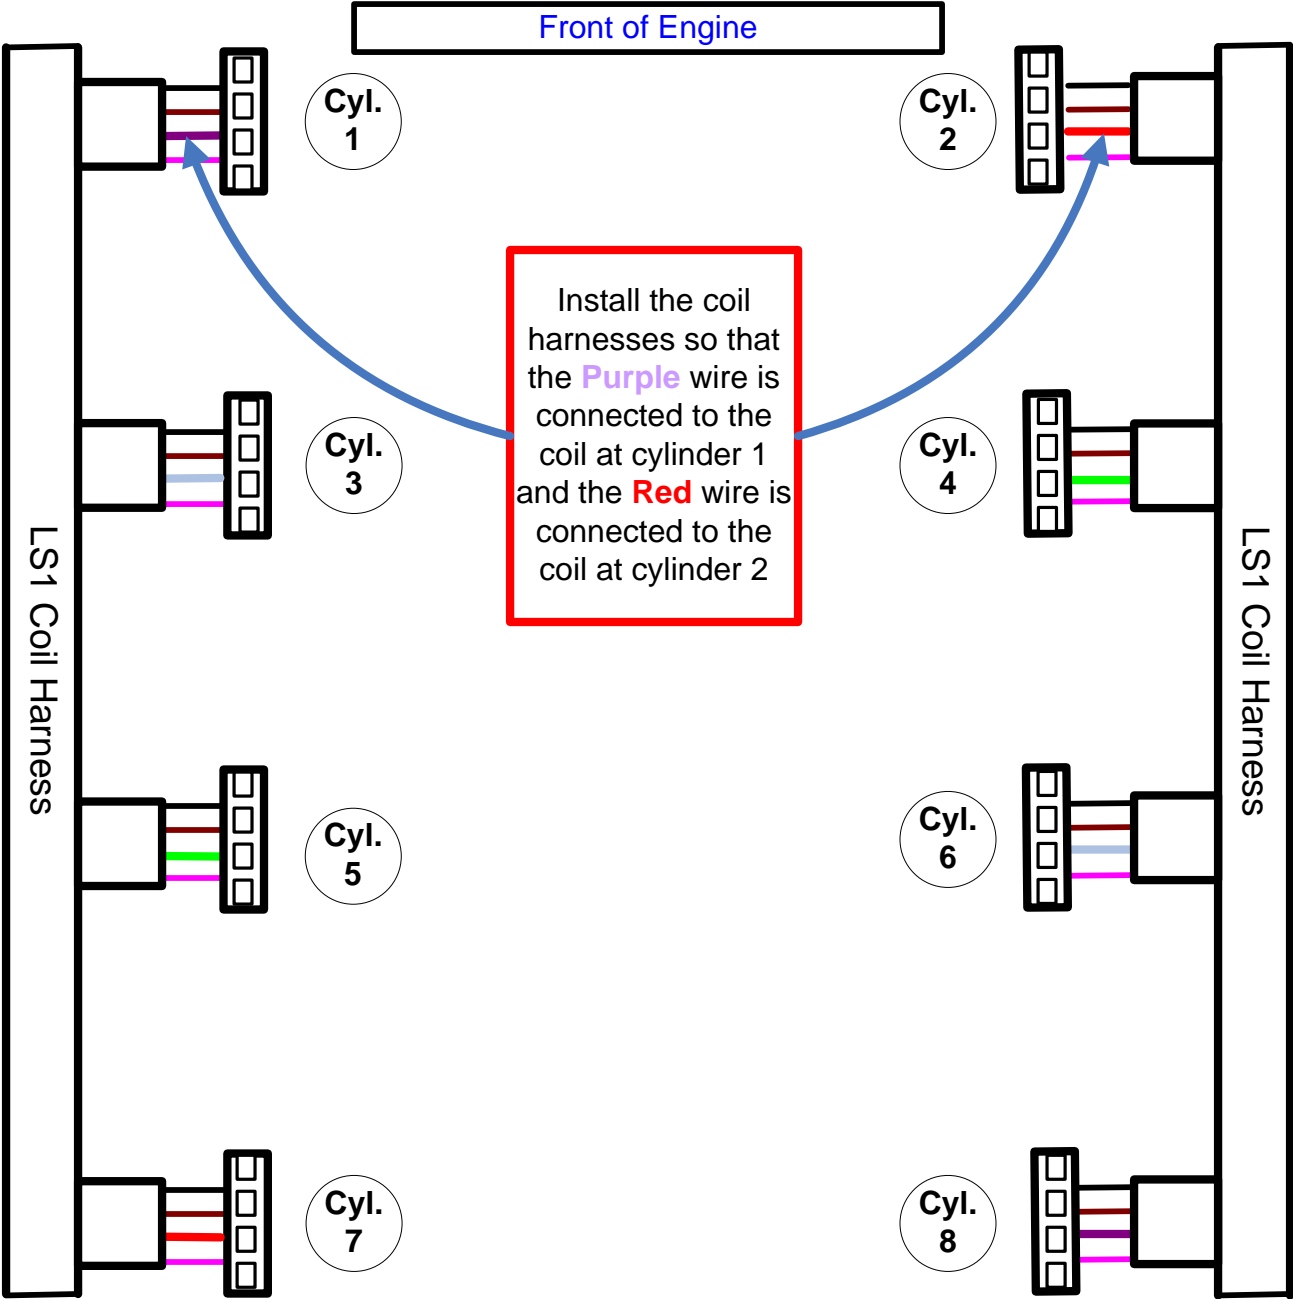 Front of Engine
Cyl.
1
Cyl.
2
Install the coil
harnesses so that
the Purple wire is
connected to the
coil at cylinder 1
and the Red wire is
connected to the
coil at cylinder 2
Cyl.
3
Cyl.
4
LS1 Coil Harness
LS1 Coil Harness
Cyl.
5
Cyl.
6
Cyl.
7
Cyl.
8